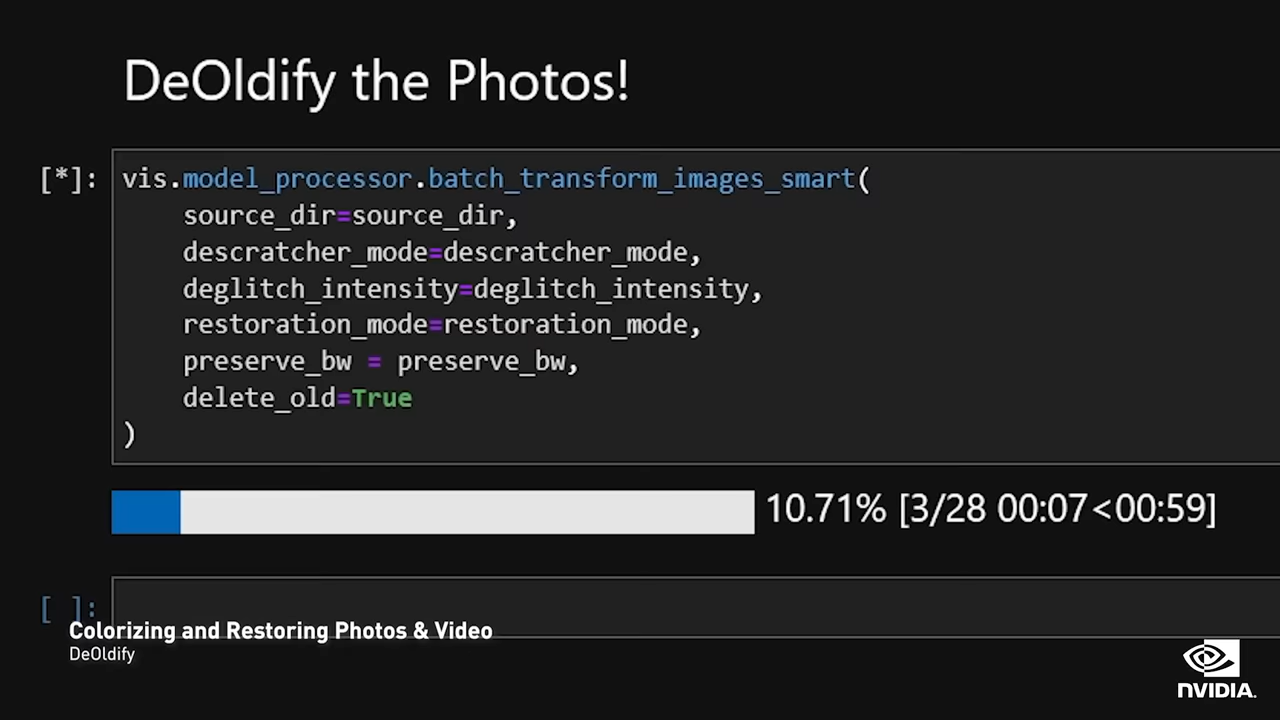 DeOldify the Photos!
[*]:
vis.model_processor.batch_transform_images_smart(
source_dir=source_dir,
descratcher_mode=descratcher_mode,
deglitch_intensity=deglitch_intensity,
restoration_mode=restoration_mode,
preserve_bw = preserve_bw,
delete_old=True
)
10.71% [3/28 00:07<00:59]
[ ]:
Colorizing and Restoring Photos & Video
DeOldify
NVIDIA.